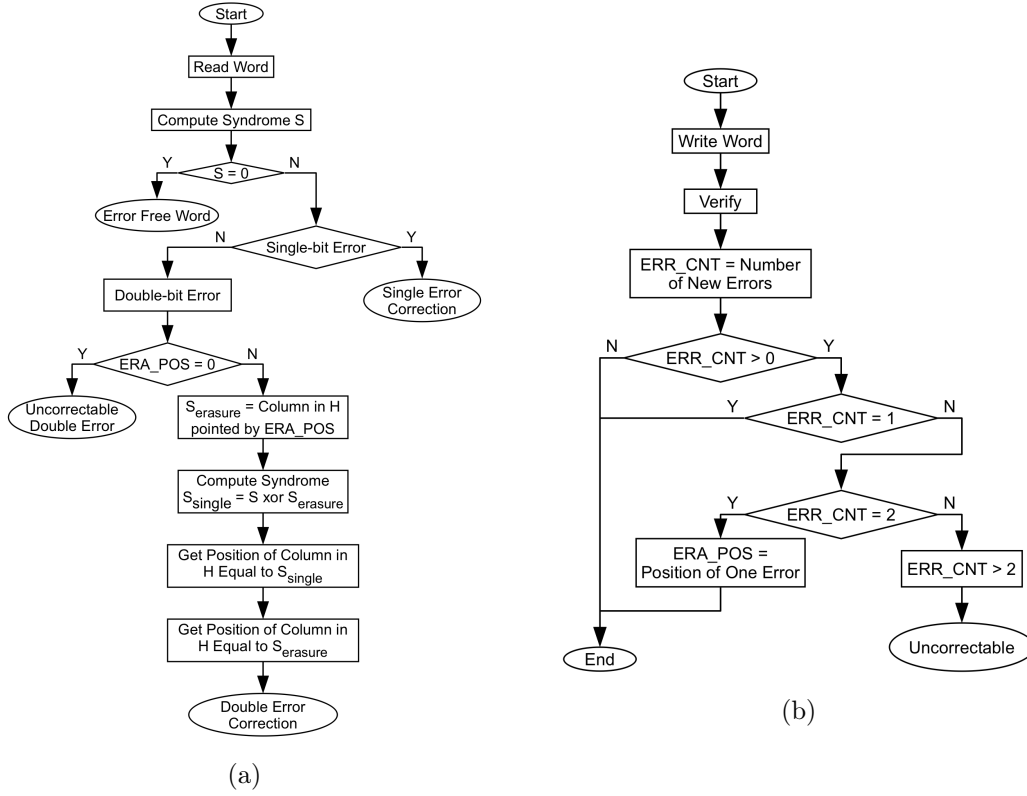 Start
Read Word
Compute Syndrome S
Y
N
S = 0
Error Free Word
N
Y
Single-bit Error
Double-bit Error
Single Error
Correction
Y
N
ERA_POS = 0
Uncorrectable
Double Error
Serasure = Column in H
pointed by ERA_POS
Compute Syndrome
Ssingle = S xor Serasure
Get Position of Column in
H Equal to Ssingle
Get Position of Column in
H Equal to Serasure
Double Error
Correction
(a)
Start
Write Word
Verify
ERR_CNT = Number
of New Errors
N
Y
ERR_CNT > 0
Y
N
ERR_CNT = 1
Y
N
ERR_CNT = 2
ERA_POS =
Position of One Error
ERR_CNT > 2
End
Uncorrectable
(b)